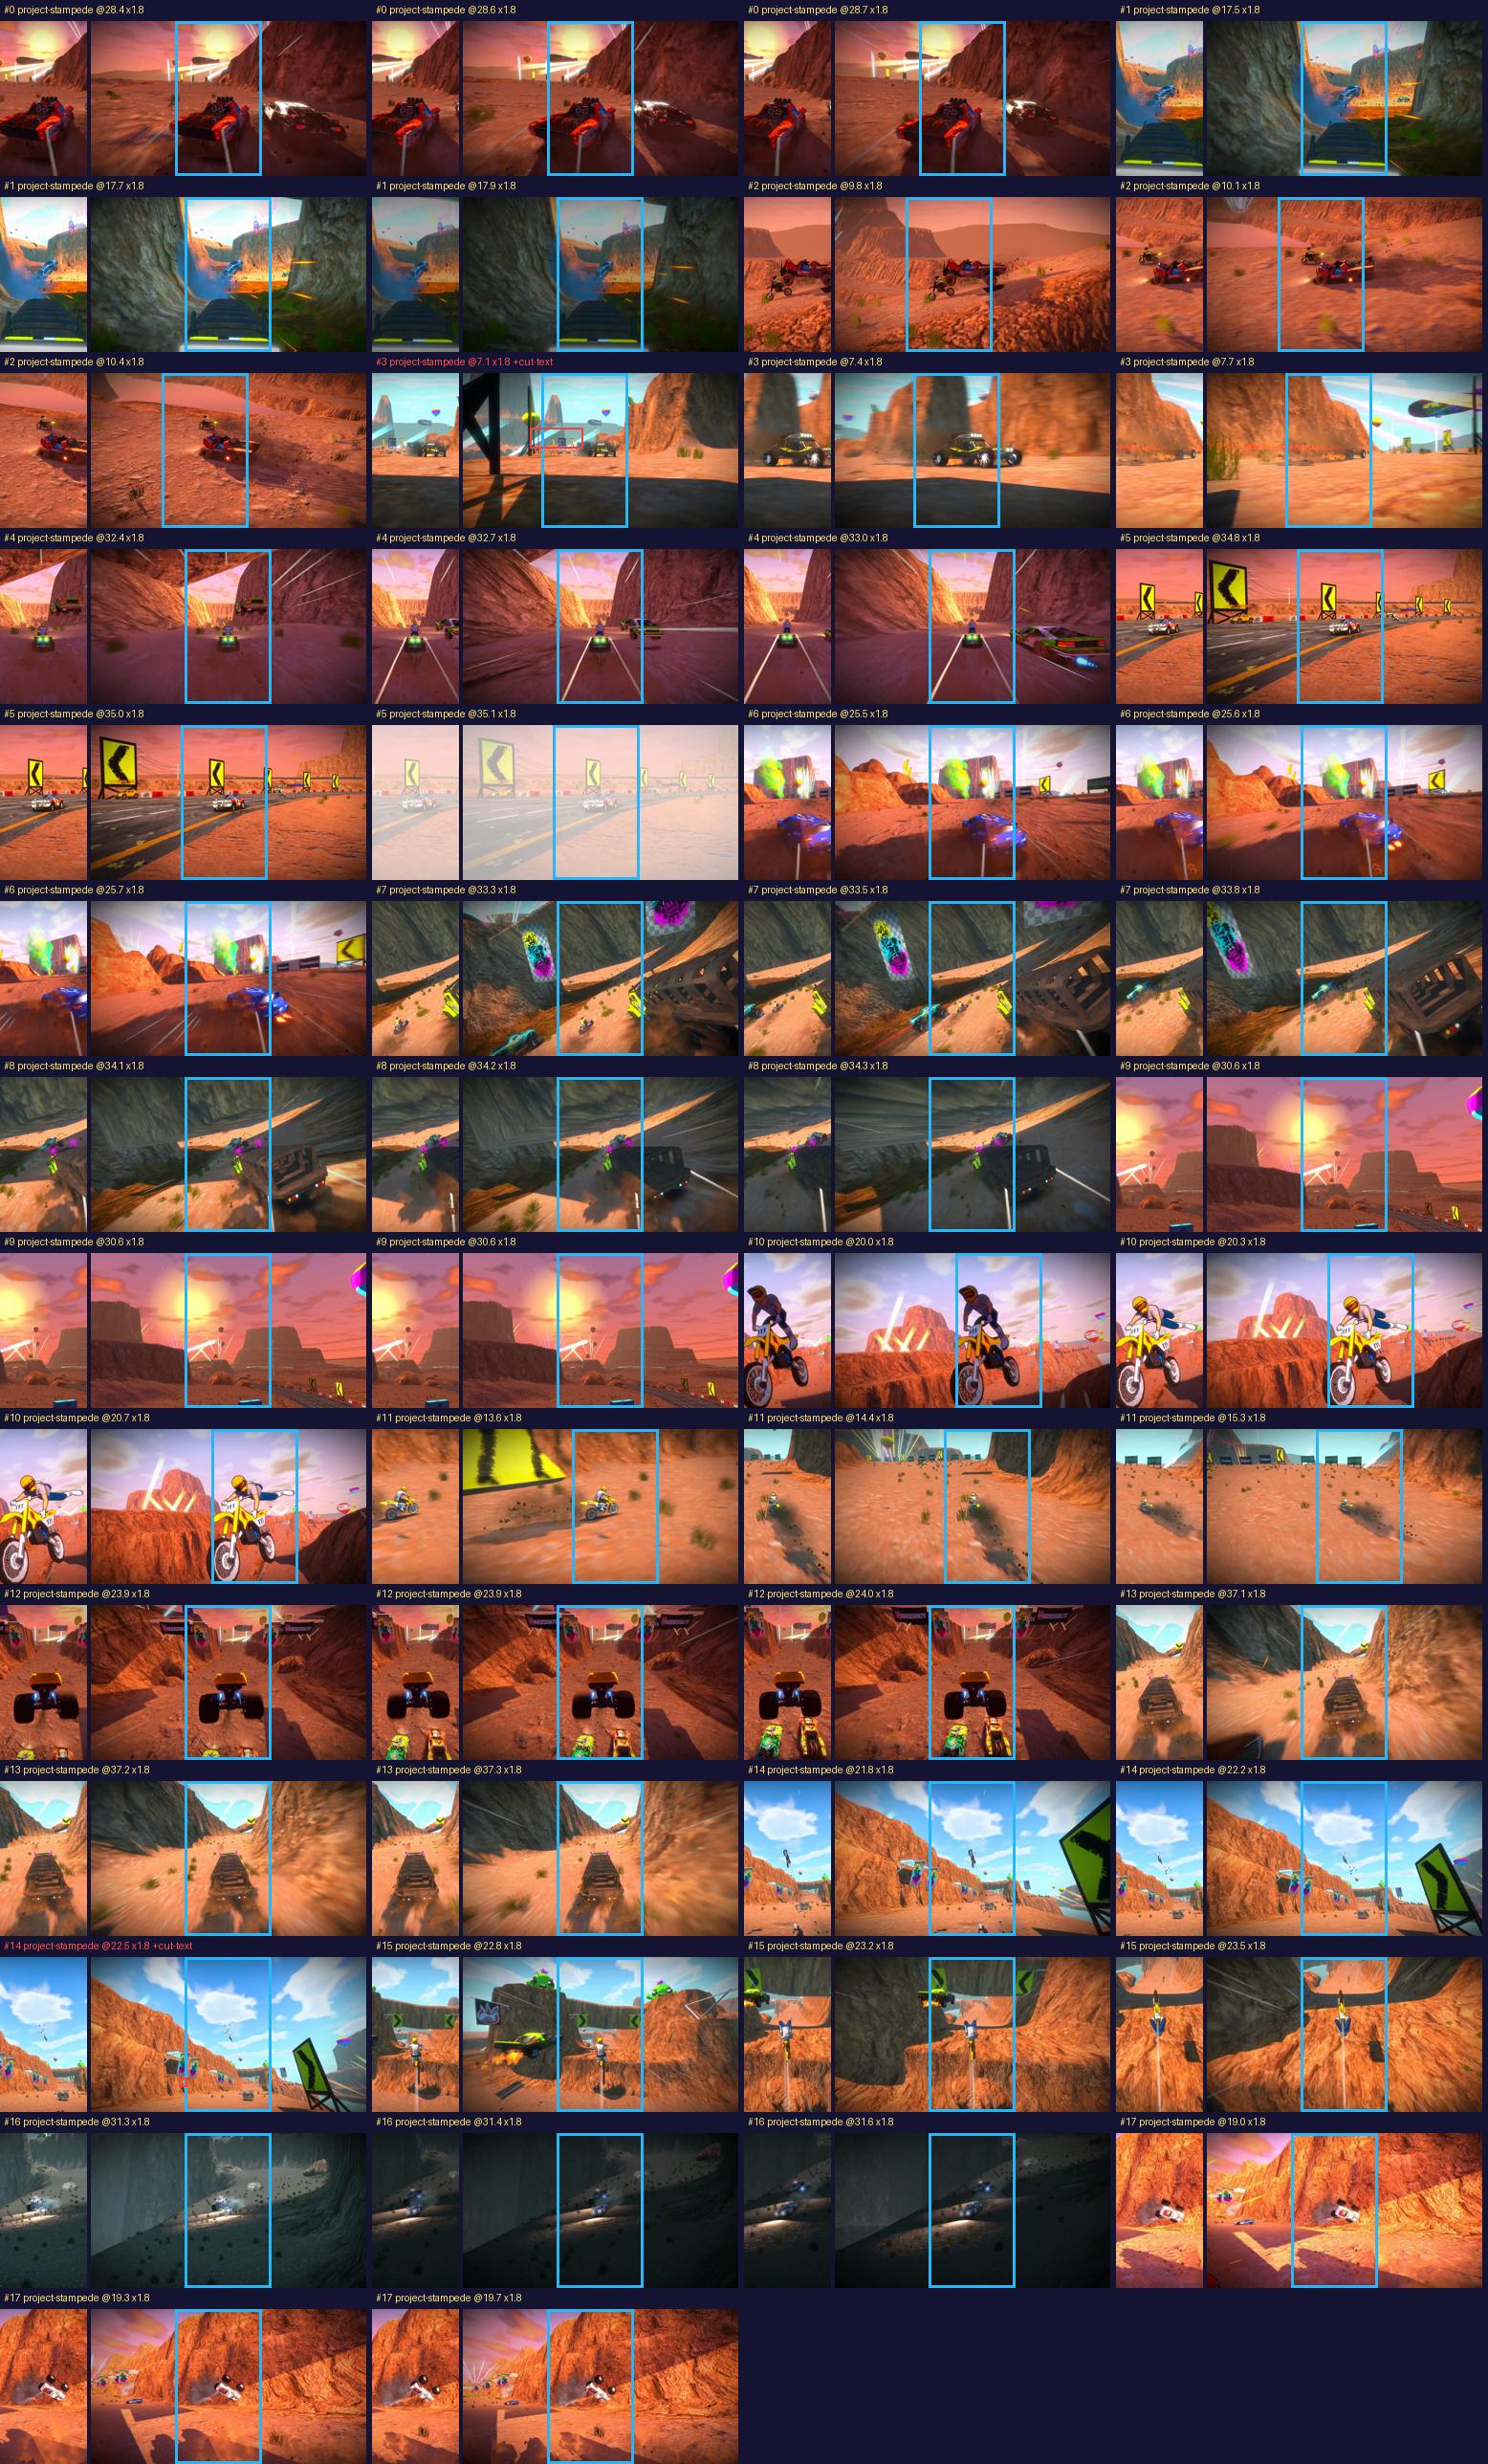 #0 project-stampede @28.4 x1.8
#0 project-stampede @28.6 x1.8
#0 project-stampede @28.7 x1.8
#1 project-stampede @17.5 x1.8
#1 project-stampede @17.7 x1.8
#1 project-stampede @17.9 x1.8
#2 project-stampede @9.8 x1.8
#2 project-stampede @10.1 x1.8
#2 project-stampede @10.4 x1.8
#3 project-stampede @7.1 x1.8 +cut-text
#3 project-stampede @7.4 x1.8
#3 project-stampede @7.7 x1.8
#4 project-stampede @32.4 x1.8
#4 project-stampede @32.7 x1.8
#4 project-stampede @33.0 x1.8
#5 project-stampede @34.8 x1.8
#5 project-stampede @35.0 x1.8
#5 project-stampede @35.1 x1.8
#6 project-stampede @25.5 x1.8
#6 project-stampede @25.6 x1.8
#6 project-stampede @25.7 x1.8
#7 project-stampede @33.3 x1.8
#7 project-stampede @33.5 x1.8
#7 project-stampede @33.8 x1.8
#8 project-stampede @34.1 x1.8
#8 project-stampede @34.2 x1.8
#8 project-stampede @34.3 x1.8
#9 project-stampede @30.6 x1.8
#9 project-stampede @30.6 x1.8
#9 project-stampede @30.6 x1.8
#10 project-stampede @20.0 x1.8
#10 project-stampede @20.3 x1.8
#10 project-stampede @20.7 x1.8
#11 project-stampede @13.6 x1.8
#11 project-stampede @14.4 x1.8
#11 project-stampede @15.3 x1.8
#12 project-stampede @23.9 x1.8
#12 project-stampede @23.9 x1.8
#12 project-stampede @24.0 x1.8
#13 project-stampede @37.1 x1.8
#13 project-stampede @37.2 x1.8
#13 project-stampede @37.3 x1.8
#14 project-stampede @21.8 x1.8
#14 project-stampede @22.2 x1.8
#14 project-stampede @22.5 x1.8 +cut-text
#15 project-stampede @22.8 x1.8
#15 project-stampede @23.2 x1.8
#15 project-stampede @23.5 x1.8
#16 project-stampede @31.3 x1.8
#16 project-stampede @31.4 x1.8
#16 project-stampede @31.6 x1.8
#17 project-stampede @19.0 x1.8
#17 project-stampede @19.3 x1.8
#17 project-stampede @19.7 x1.8